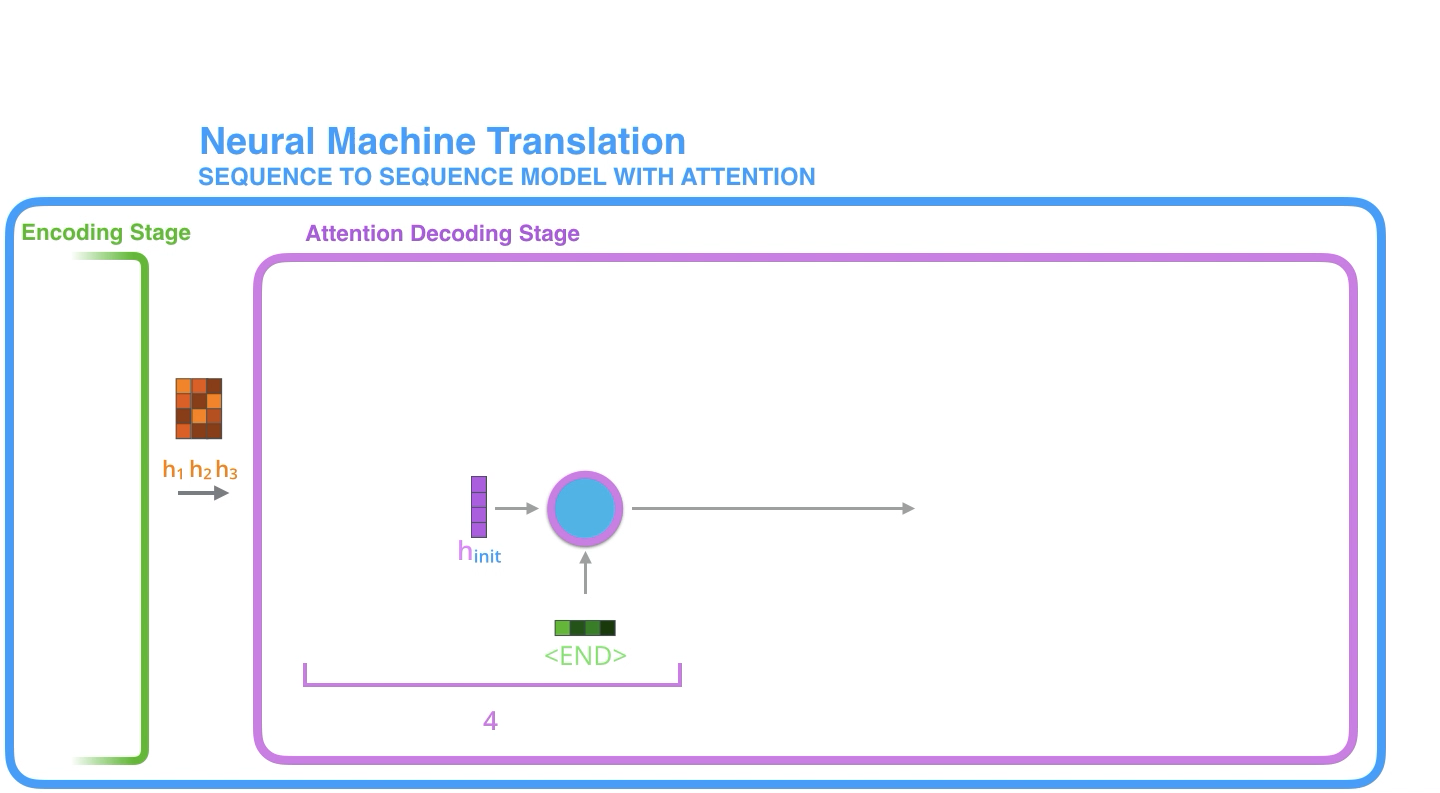 Neural Machine Translation
SEQUENCE TO SEQUENCE MODEL WITH ATTENTION
Encoding Stage
Attention Decoding Stage
h₁ h₂ h₃
hinit
<END>
4